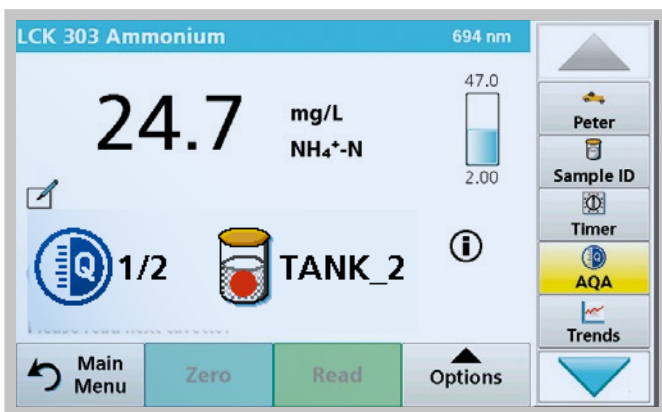 LCK 303 Ammonium 694 nm
24.7 mg/L
NH₄⁺-N
47.0
2.00
Q 1/2 TANK_2
Peter
Sample ID
Timer
AQA
Trends
Main Menu
Zero
Read
Options